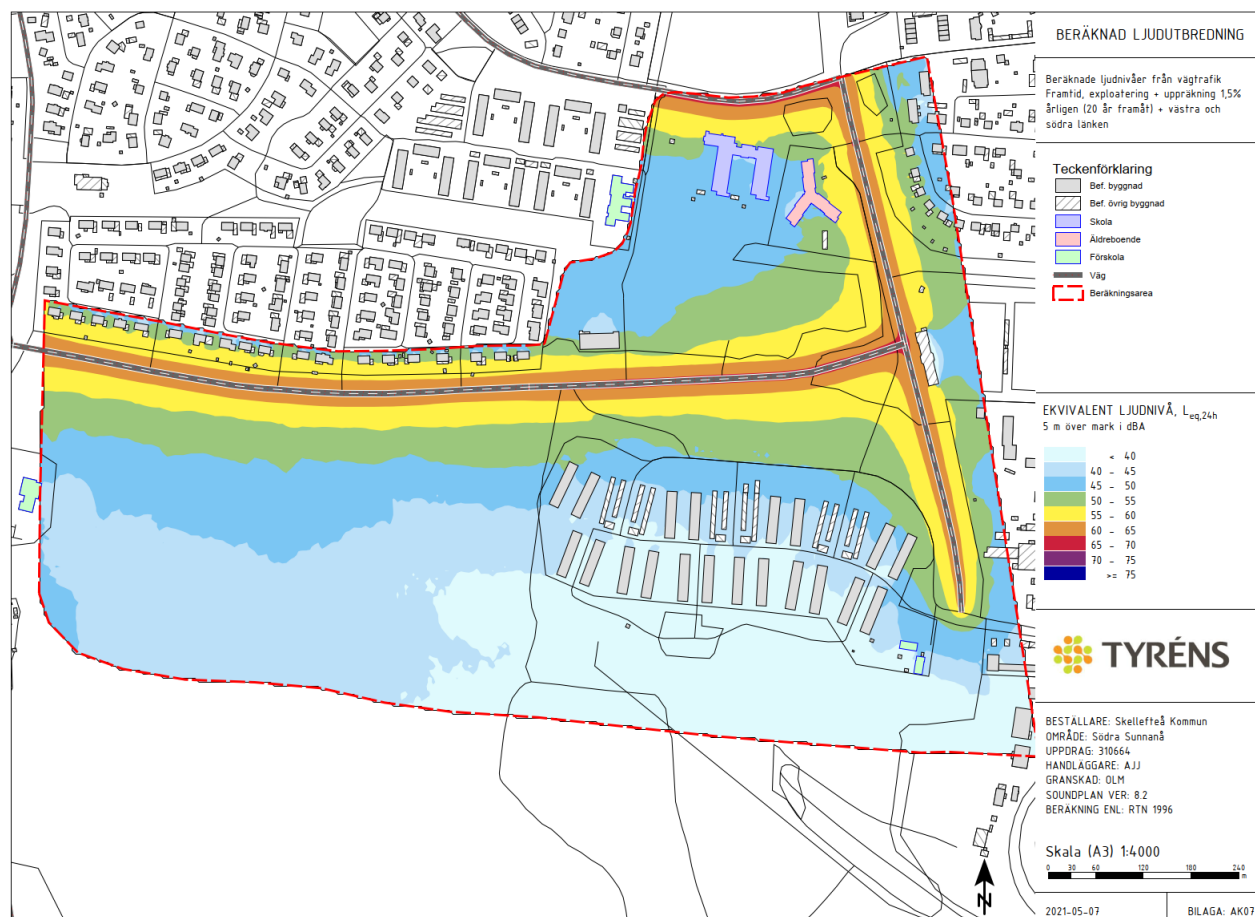 BERÄKNAD LJUDUTBREDNING
Beräknade ljudnivåer från vägtrafik
Framtid, exploatering + uppräkning 1,5%
årligen (20 år framåt) + västra och
södra länken
Teckenförklaring
Bef. byggnad
Bef. övrig byggnad
Skola
Äldreboende
Förskola
Väg
Beräkningsarea
EKVIVALENT LJUDNIVÅ, Leq,24h
5 m över mark i dBA
< 40
40 - 45
45 - 50
50 - 55
55 - 60
60 - 65
65 - 70
70 - 75
>= 75
TYRÉNS
BESTÄLLARE: Skellefteå Kommun
OMRÅDE: Södra Sunnanå
UPPDRAG: 310664
HANDLÄGGARE: AJJ
GRANSKAD: OLM
SOUNDPLAN VER: 8.2
BERÄKNING ENL: RTN 1996
Skala (A3) 1:4000
0 30 60 120 180 240
m
N
2021-05-07 BILAGA: AK07